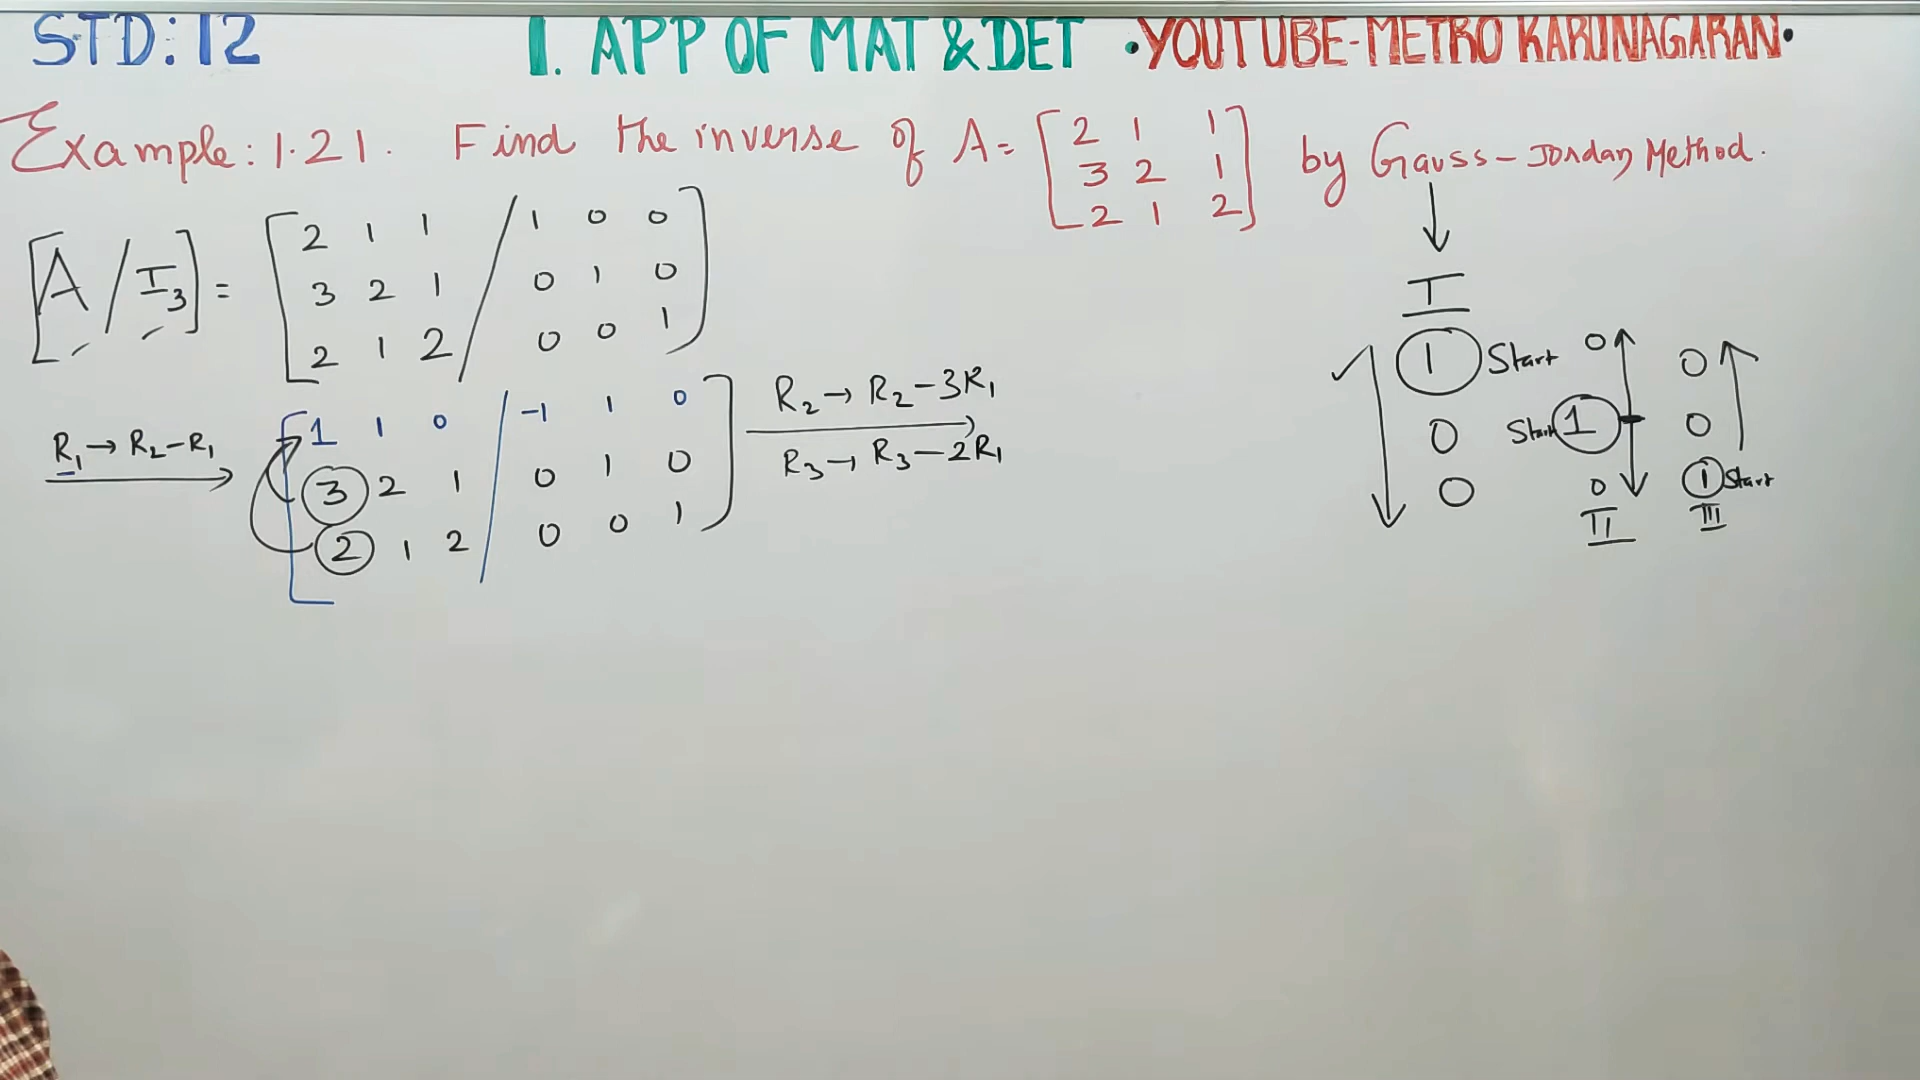 STD: 12 1. APP OF MAT & DET •YOUTUBE-METRO KARUNAGARAN•
Example: 1.21. Find the inverse of A= [2 1 1 by Gauss-Jordan Method.
3 2 1
2 1 2]
[A/I₃] = [2 1 1 / 1 0 0
3 2 1 / 0 1 0
2 1 2 / 0 0 1]
R₁→R₂-R₁ [1 1 0 / -1 1 0
3 2 1 / 0 1 0
2 1 2 / 0 0 1]
R₂→R₂-3R₁
R₃→R₃-2R₁
I
1 Start
0
0
0
Start 1
0
II
0
0
1 Start
III